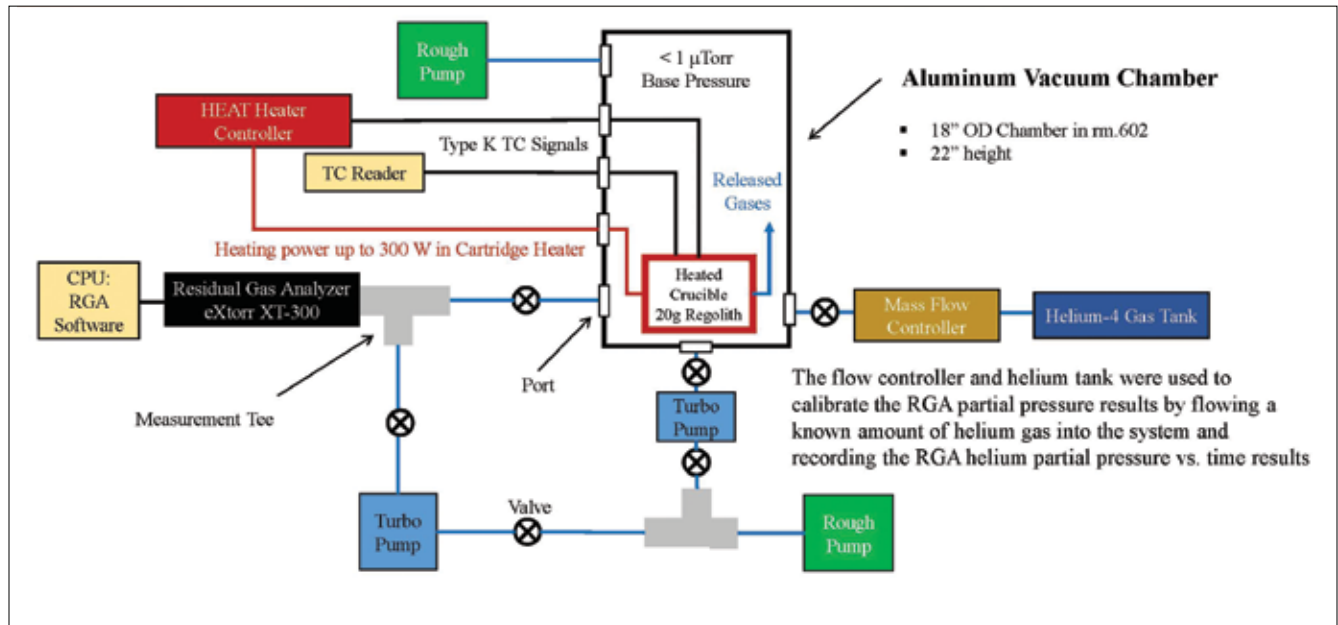 Rough
Pump
< 1 μTorr
Base Pressure
Aluminum Vacuum Chamber
▪ 18” OD Chamber in rm.602
▪ 22” height
HEAT Heater
Controller
Type K TC Signals
TC Reader
Released
Gases
Heating power up to 300 W in Cartridge Heater
CPU:
RGA
Software
Residual Gas Analyzer
eXtorr XT-300
Heated
Crucible
20g Regolith
Mass Flow
Controller
Helium-4 Gas Tank
Port
Measurement Tee
Turbo
Pump
The flow controller and helium tank were used to
calibrate the RGA partial pressure results by flowing a
known amount of helium gas into the system and
recording the RGA helium partial pressure vs. time results
Valve
Turbo
Pump
Rough
Pump